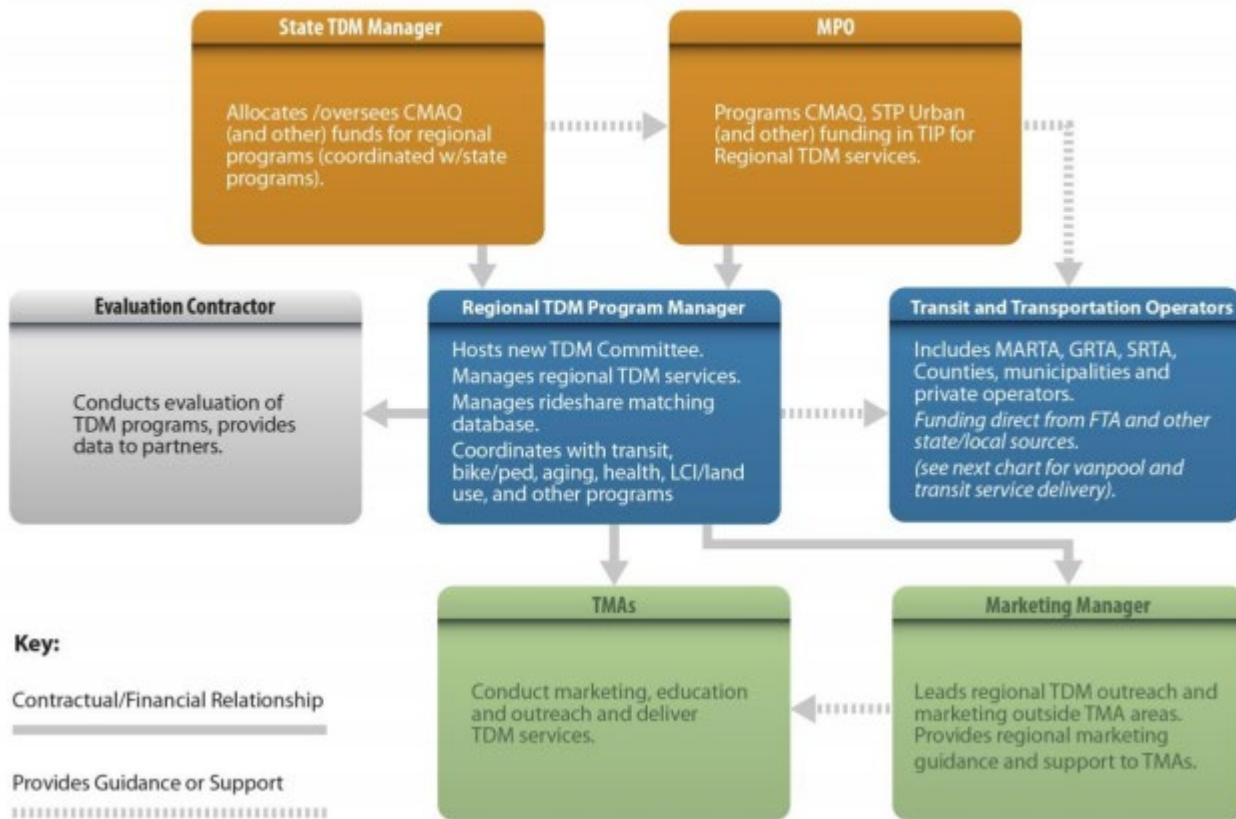 State TDM Manager
Allocates /oversees CMAQ
(and other) funds for regional
programs (coordinated w/state
programs).
MPO
Programs CMAQ, STP Urban
(and other) funding in TIP for
Regional TDM services.
Evaluation Contractor
Conducts evaluation of
TDM programs, provides
data to partners.
Regional TDM Program Manager
Hosts new TDM Committee.
Manages regional TDM services.
Manages rideshare matching
database.
Coordinates with transit,
bike/ped, aging, health, LCI/land
use, and other programs
Transit and Transportation Operators
Includes MARTA, GRTA, SRTA,
Counties, municipalities and
private operators.
Funding direct from FTA and other
state/local sources.
(see next chart for vanpool and
transit service delivery).
TMAs
Conduct marketing, education
and outreach and deliver
TDM services.
Marketing Manager
Leads regional TDM outreach and
marketing outside TMA areas.
Provides regional marketing
guidance and support to TMAs.
Key:
Contractual/Financial Relationship
Provides Guidance or Support